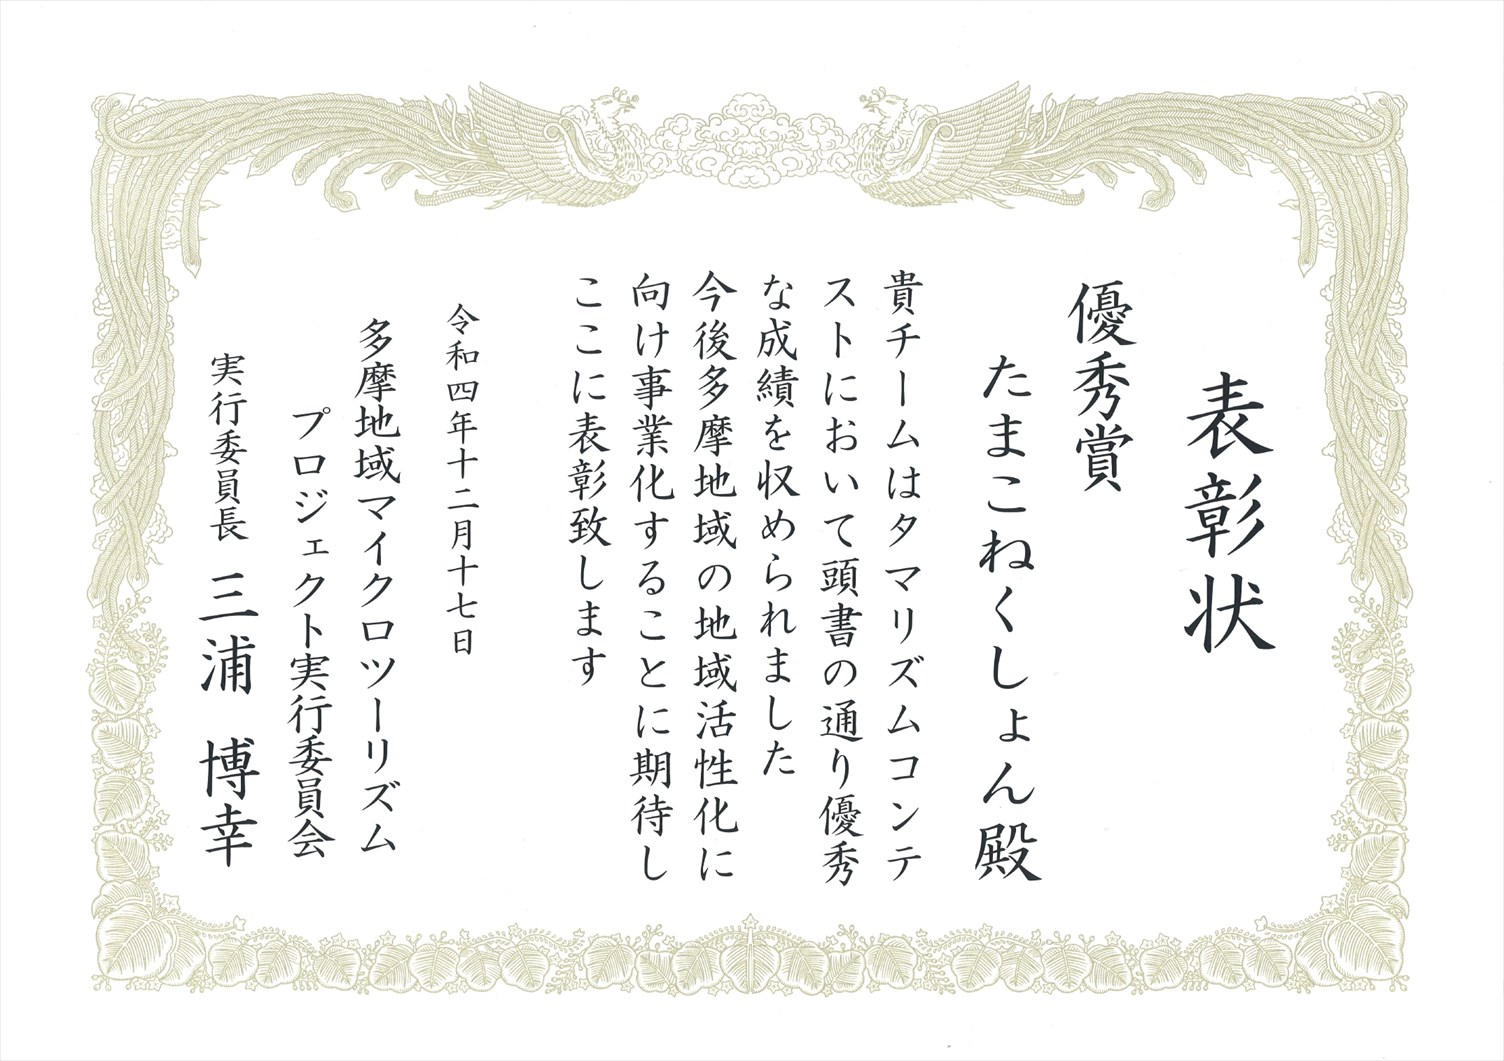 表彰状
優秀賞
たまこねくしょん殿
貴チームはタマリズムコンテ
ストにおいて頭書の通り優秀
な成績を収められました
今後多摩地域の地域活性化に
向け事業化することに期待し
ここに表彰致します
令和四年十二月十七日
多摩地域マイクロツーリズム
プロジェクト実行委員会
実行委員長 三浦 博幸